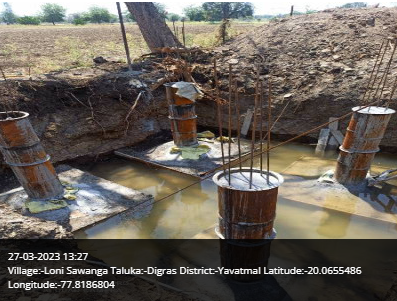 27-03-2023 13:27
Village:-Loni Sawanga Taluka:-Digras District:-Yavatmal Latitude:-20.0655486
Longitude:-77.8186804